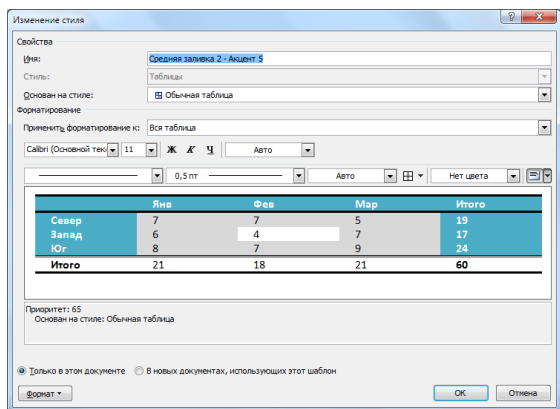 Изменение стиля
Свойства
Имя: Средняя заливка 2 - Акцент 5
Стиль: Таблицы
Основан на стиле: Обычная таблица
Форматирование
Применить форматирование к: Вся таблица
Calibri (Основной тек 11 Ж К Ч Авто
0,5 пт Авто Нет цвета
Янв Фев Мар Итого
Север 7 7 5 19
Запад 6 4 7 17
Юг 8 7 9 24
Итого 21 18 21 60
Приоритет: 65
Основан на стиле: Обычная таблица
Только в этом документе В новых документах, использующих этот шаблон
Формат ОК Отмена